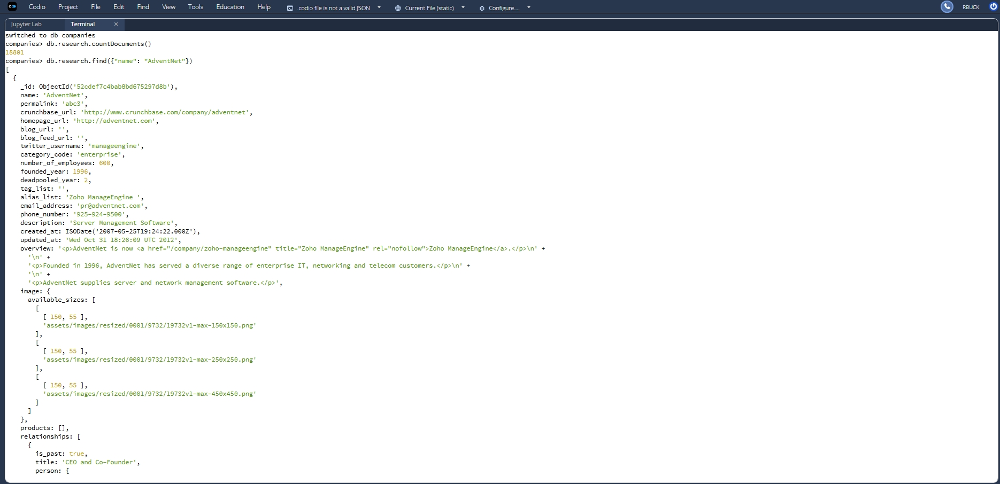 Codio Project File Edit Find View Tools Education Help .codio file is not a valid JSON Current File (static) Configure.... RBUCK
Jupyter Lab Terminal ×
switched to db companies
companies> db.research.countDocuments()
18801
companies> db.research.find({"name": "AdventNet"})
[
{
_id: ObjectId('52cdef7c4bab8bd675297d8b'),
name: 'AdventNet',
permalink: 'abc3',
crunchbase_url: 'http://www.crunchbase.com/company/adventnet',
homepage_url: 'http://adventnet.com',
blog_url: '',
blog_feed_url: '',
twitter_username: 'manageengine',
category_code: 'enterprise',
number_of_employees: 600,
founded_year: 1996,
deadpooled_year: 2,
tag_list: '',
alias_list: 'Zoho ManageEngine ',
email_address: 'pr@adventnet.com',
phone_number: '925-924-9500',
description: 'Server Management Software',
created_at: ISODate('2007-05-25T19:24:22.000Z'),
updated_at: 'Wed Oct 31 18:26:09 UTC 2012',
overview: '<p>AdventNet is now <a href="/company/zoho-manageengine" title="Zoho ManageEngine" rel="nofollow">Zoho ManageEngine</a>.</p>\n' +
'\n' +
'<p>Founded in 1996, AdventNet has served a diverse range of enterprise IT, networking and telecom customers.</p>\n' +
'\n' +
'<p>AdventNet supplies server and network management software.</p>',
image: {
available_sizes: [
[
[ 150, 55 ],
'assets/images/resized/0001/9732/19732v1-max-150x150.png'
],
[
[ 150, 55 ],
'assets/images/resized/0001/9732/19732v1-max-250x250.png'
],
[
[ 150, 55 ],
'assets/images/resized/0001/9732/19732v1-max-450x450.png'
]
]
},
products: [],
relationships: [
{
is_past: true,
title: 'CEO and Co-Founder',
person: {